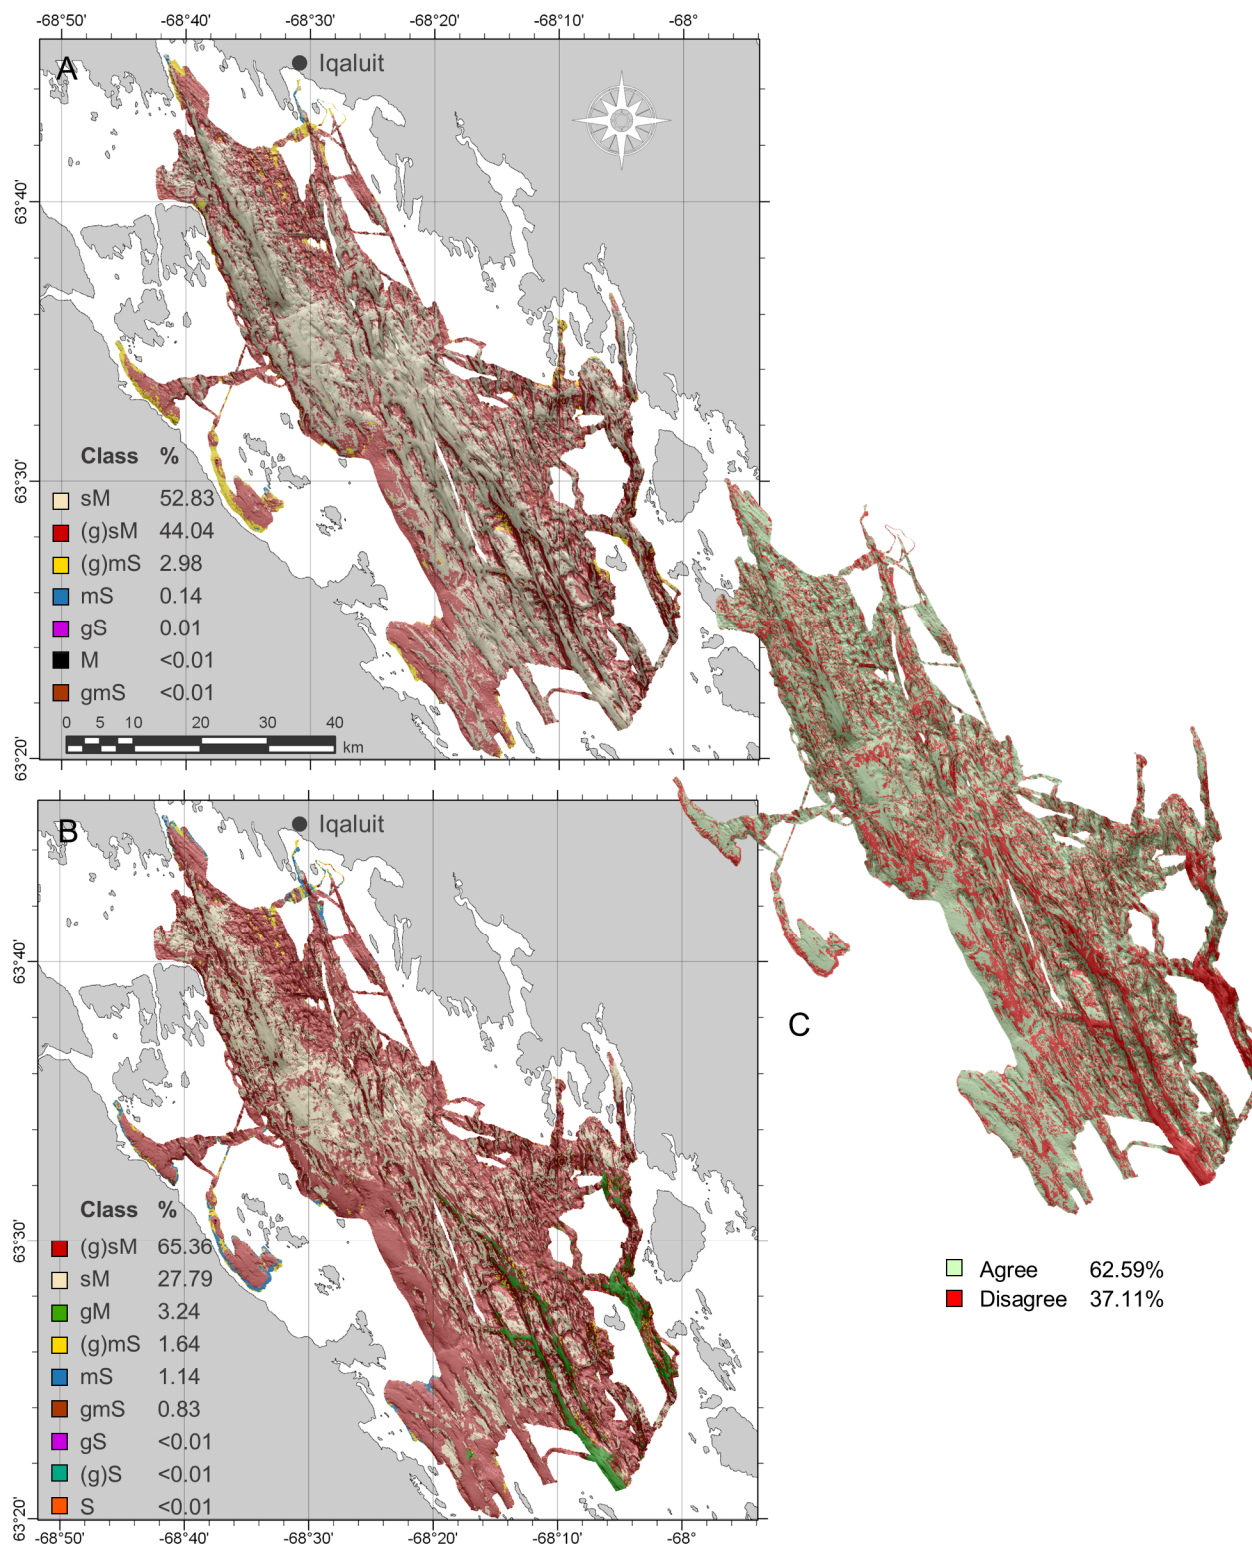 -68°50' -68°40' -68°30' -68°20' -68°10' -68°
A
Iqaluit
63°40'
63°30'
63°20'
Class %
sM 52.83
(g)sM 44.04
(g)mS 2.98
mS 0.14
gS 0.01
M <0.01
gmS <0.01
0 5 10 20 30 40
km
B
Iqaluit
63°40'
63°30'
63°20'
Class %
(g)sM 65.36
sM 27.79
gM 3.24
(g)mS 1.64
mS 1.14
gmS 0.83
gS <0.01
(g)S <0.01
S <0.01
-68°50' -68°40' -68°30' -68°20' -68°10' -68°
C
Agree 62.59%
Disagree 37.11%